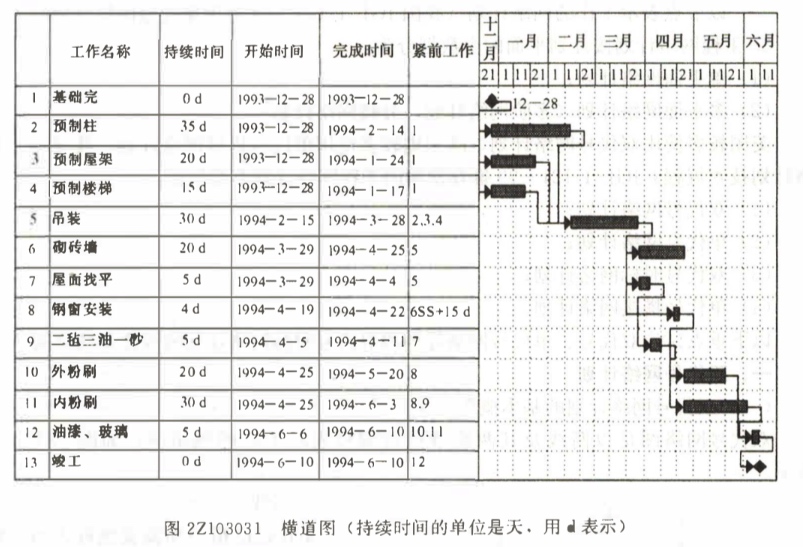 工作名称 持续时间 开始时间 完成时间 紧前工作 十二月 一月 二月 三月 四月 五月 六月
21 1 11 21 1 11 21 1 11 21 1 11 21 1 11 21 1 11
1 基础完 0 d 1993-12-28 1993-12-28 12-28
2 预制柱 35 d 1993-12-28 1994-2-14 1
3 预制屋架 20 d 1993-12-28 1994-1-24 1
4 预制楼梯 15 d 1993-12-28 1994-1-17 1
5 吊装 30 d 1994-2-15 1994-3-28 2.3.4
6 砌砖墙 20 d 1994-3-29 1994-4-25 5
7 屋面找平 5 d 1994-3-29 1994-4-4 5
8 钢窗安装 4 d 1994-4-19 1994-4-22 6SS+15 d
9 二毡三油一砂 5 d 1994-4-5 1994-4-11 7
10 外粉刷 20 d 1994-4-25 1994-5-20 8
11 内粉刷 30 d 1994-4-25 1994-6-3 8.9
12 油漆、玻璃 5 d 1994-6-6 1994-6-10 10.11
13 竣工 0 d 1994-6-10 1994-6-10 12
图 2Z103031 横道图（持续时间的单位是天、用 d 表示）